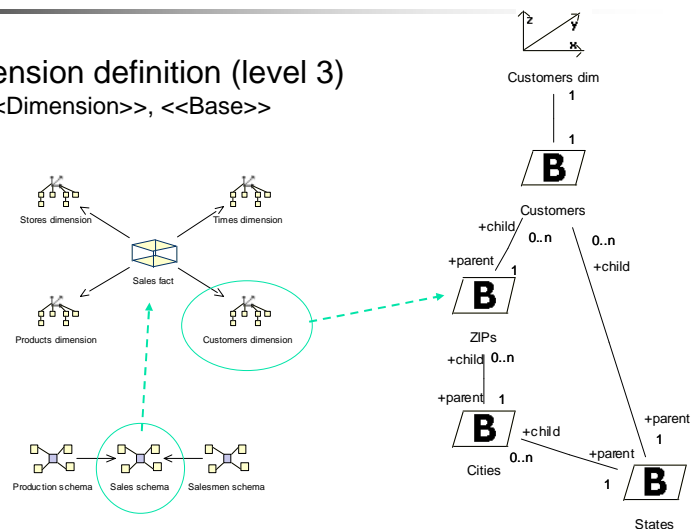 ension definition (level 3)
<Dimension>>, <<Base>>
z
y
x
Customers dim
1
1
B
Customers
+child
0..n
0..n
+child
+parent
1
B
ZIPs
+child
0..n
+parent
1
B
Cities
+child
0..n
+parent
1
+parent
1
B
States
Stores dimension
Times dimension
Sales fact
Products dimension
Customers dimension
Production schema
Sales schema
Salesmen schema